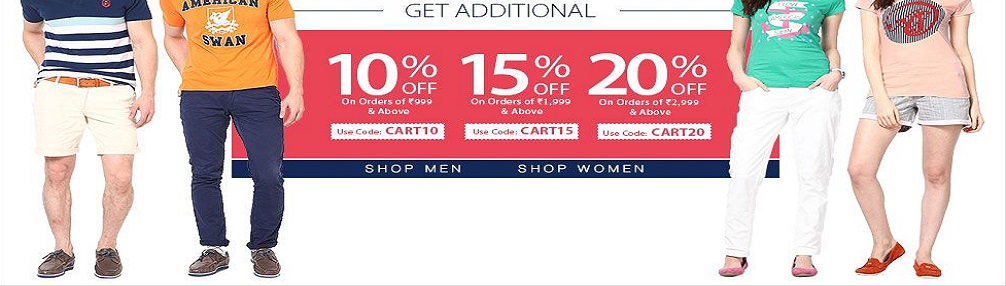 GET ADDITIONAL
AMERICAN
SWAN
10% OFF
On Orders of ₹999
& Above
Use Code: CART10
15% OFF
On Orders of ₹1,999
& Above
Use Code: CART15
20% OFF
On Orders of ₹2,999
& Above
Use Code: CART20
SHOP MEN
SHOP WOMEN